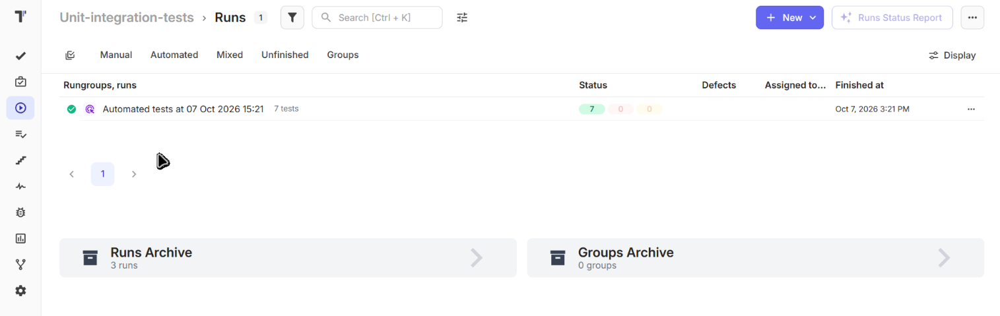 Unit-integration-tests › Runs 1 Search [Ctrl + K] New Runs Status Report
Manual Automated Mixed Unfinished Groups Display
Rungroups, runs Status Defects Assigned to... Finished at
Automated tests at 07 Oct 2026 15:21 7 tests 7 0 0 Oct 7, 2026 3:21 PM
1
Runs Archive
3 runs
Groups Archive
0 groups